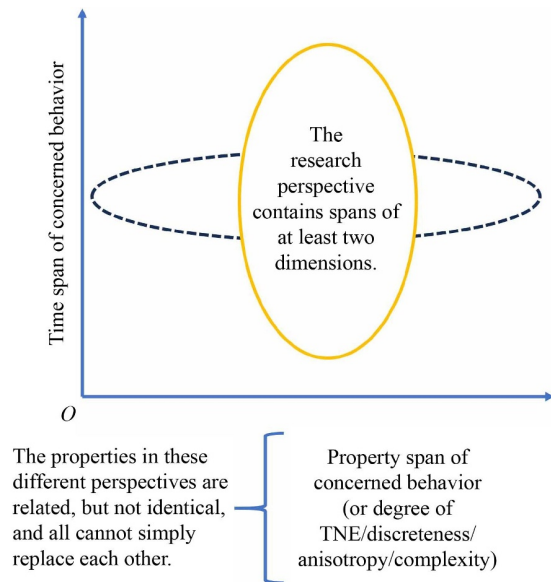 Time span of concerned behavior
The
research
perspective
contains spans of
at least two
dimensions.
O
The properties in these
different perspectives are
related, but not identical,
and all cannot simply
replace each other.
Property span of
concerned behavior
(or degree of
TNE/discreteness/
anisotropy/complexity)